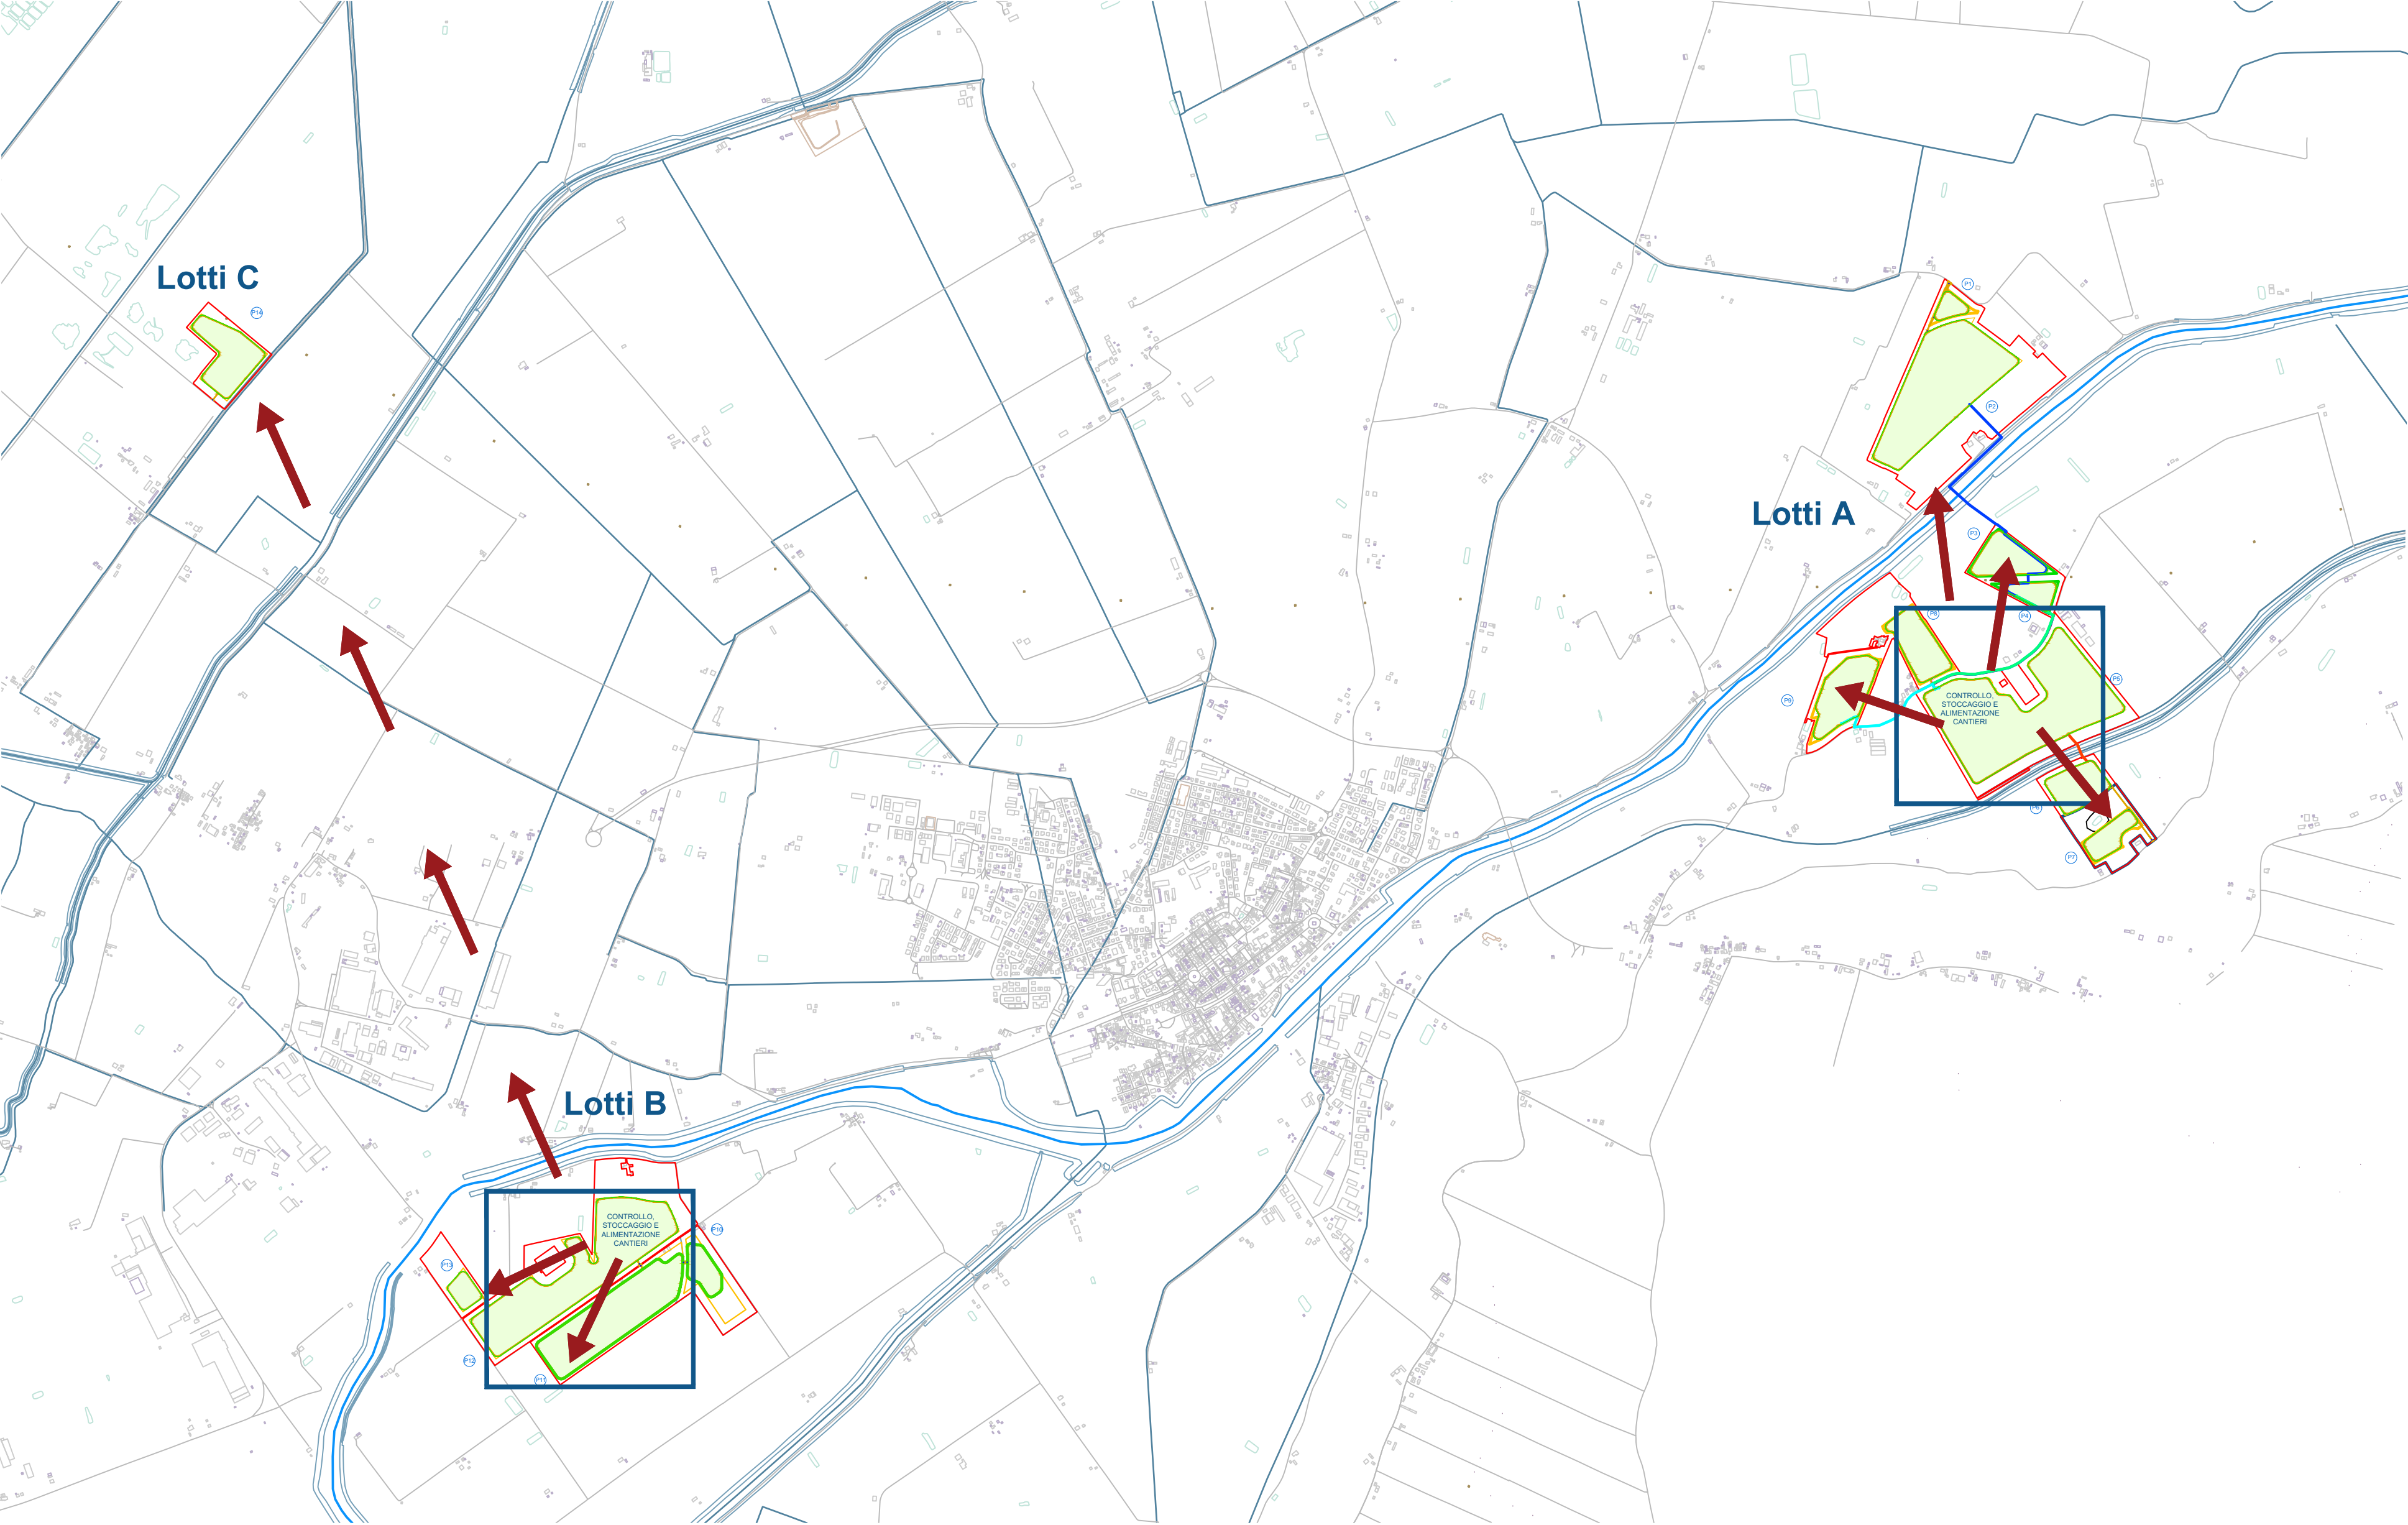 Lotti C
P14
P1
P2
Lotti A
P3
P8
P4
P5
P9
CONTROLLO,
STOCCAGGIO E
ALIMENTAZIONE
CANTIERI
P6
P7
Lotti B
CONTROLLO,
STOCCAGGIO E
ALIMENTAZIONE
CANTIERI
P10
P13
P12
P11